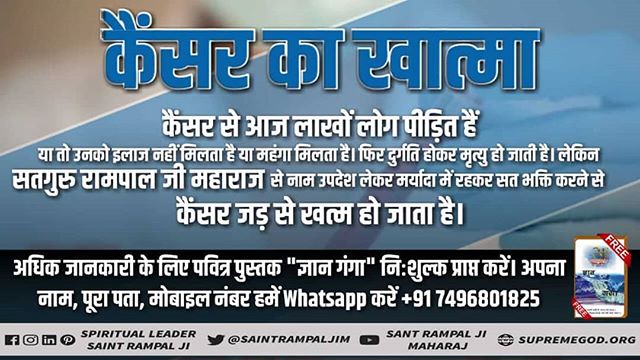 कैंसर का खात्मा
कैंसर से आज लाखों लोग पीड़ित हैं
या तो उनको इलाज नहीं मिलता है या महंगा मिलता है। फिर दुर्गति होकर मृत्यु हो जाती है। लेकिन
सतगुरु रामपाल जी महाराज से नाम उपदेश लेकर मर्यादा में रहकर सत भक्ति करने से
कैंसर जड़ से खत्म हो जाता है।
अधिक जानकारी के लिए पवित्र पुस्तक "ज्ञान गंगा" नि:शुल्क प्राप्त करें। अपना
नाम, पूरा पता, मोबाइल नंबर हमें Whatsapp करें +91 7496801825
FREE
ज्ञान
गंगा
FREE
SPIRITUAL LEADER
SAINT RAMPAL JI
@SAINTRAMPALJIM
SANT RAMPAL JI
MAHARAJ
SUPREMEGOD.ORG